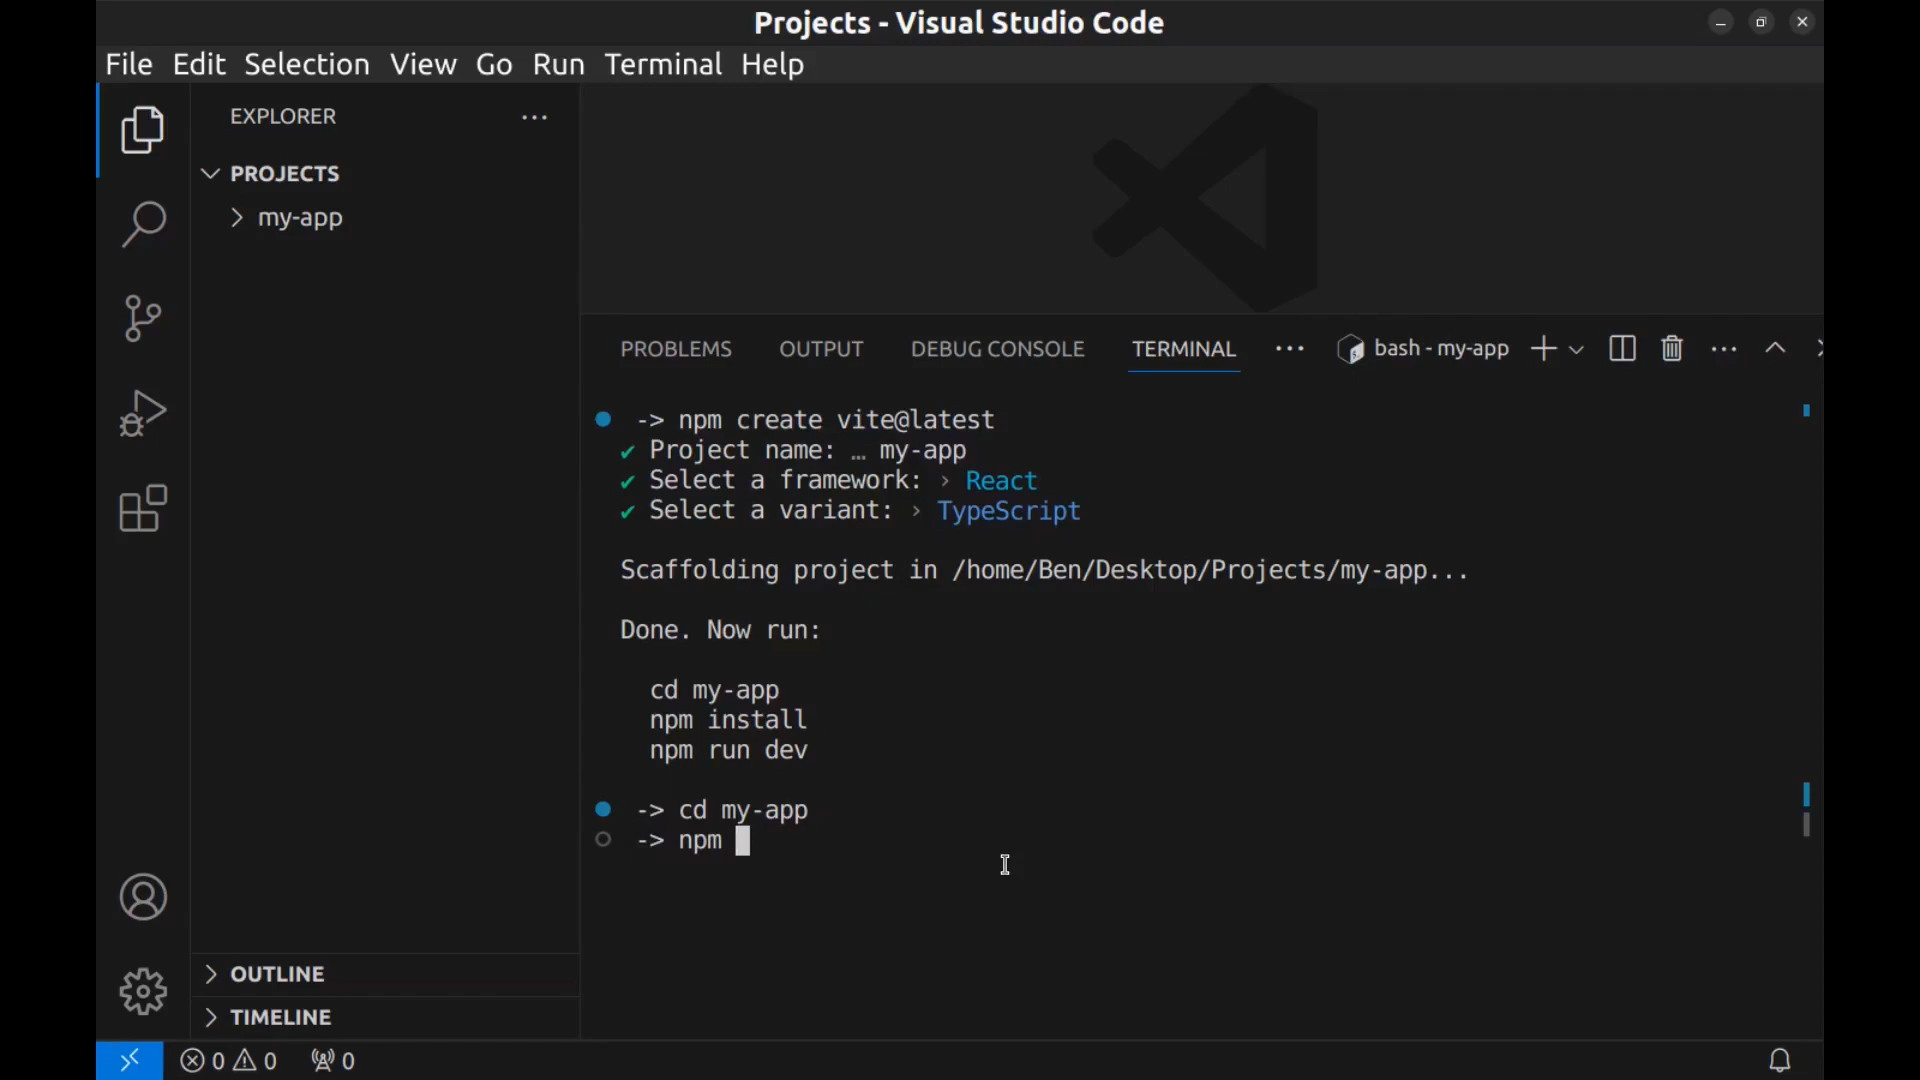 Projects - Visual Studio Code
File Edit Selection View Go Run Terminal Help
EXPLORER
PROJECTS
my-app
OUTLINE
TIMELINE
PROBLEMS OUTPUT DEBUG CONSOLE TERMINAL ... bash - my-app
-> npm create vite@latest
✔ Project name: … my-app
✔ Select a framework: › React
✔ Select a variant: › TypeScript
Scaffolding project in /home/Ben/Desktop/Projects/my-app...
Done. Now run:
cd my-app
npm install
npm run dev
-> cd my-app
-> npm
0 0 0